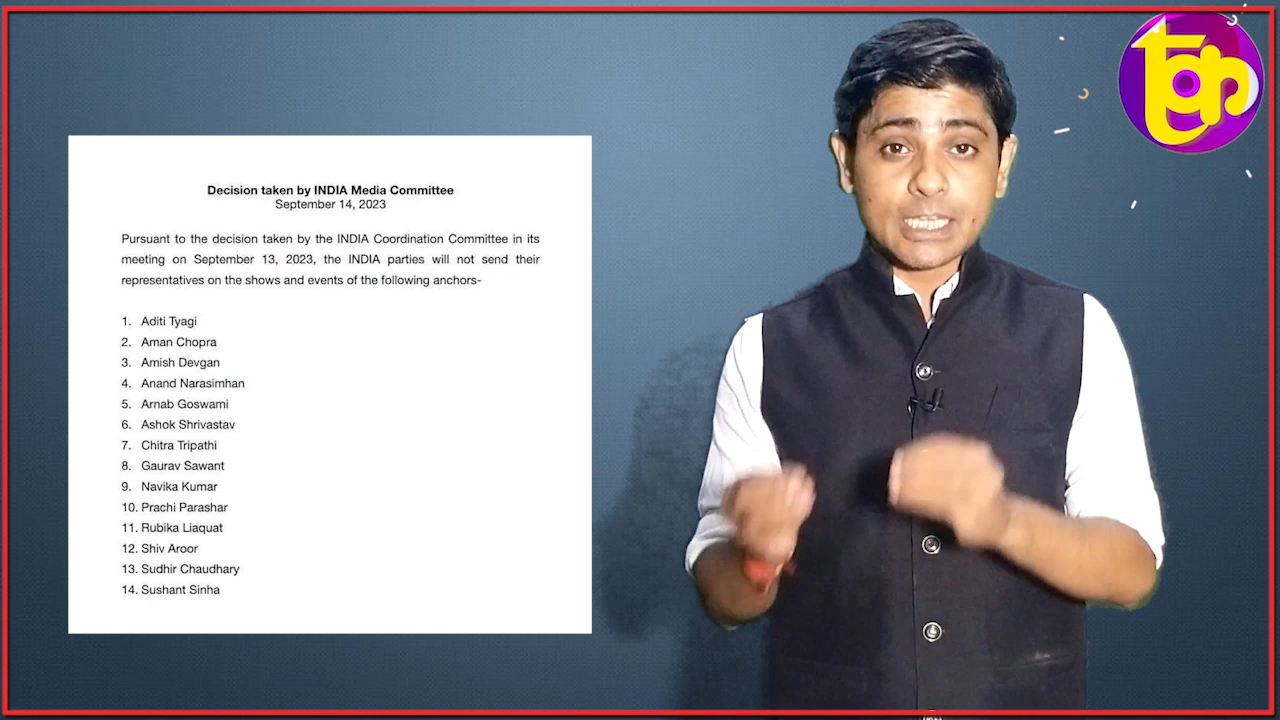 Decision taken by INDIA Media Committee
September 14, 2023
Pursuant to the decision taken by the INDIA Coordination Committee in its
meeting on September 13, 2023, the INDIA parties will not send their
representatives on the shows and events of the following anchors-
1. Aditi Tyagi
2. Aman Chopra
3. Amish Devgan
4. Anand Narasimhan
5. Arnab Goswami
6. Ashok Shrivastav
7. Chitra Tripathi
8. Gaurav Sawant
9. Navika Kumar
10. Prachi Parashar
11. Rubika Liaquat
12. Shiv Aroor
13. Sudhir Chaudhary
14. Sushant Sinha